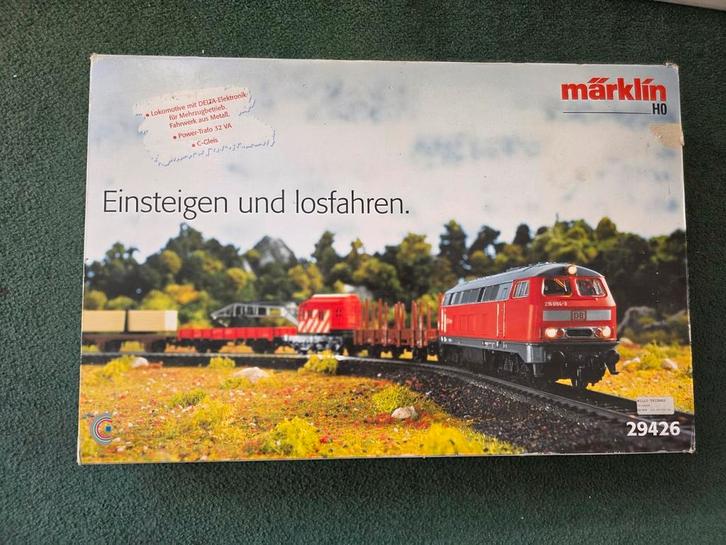 märklin
HO
• Lokomotive mit DELTA-Elektronik
für Mehrzugbetrieb.
Fahrwerk aus Metall.
• Power-Trafo 32 VA
• C-Gleis
Einsteigen und losfahren.
DB
29426